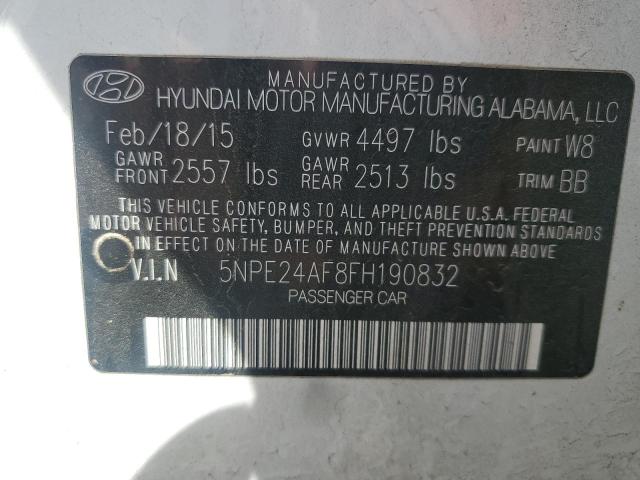 MANUFACTURED BY
HYUNDAI MOTOR MANUFACTURING ALABAMA, LLC
Feb/18/15 GVWR 4497 lbs PAINT W8
GAWR FRONT 2557 lbs GAWR REAR 2513 lbs TRIM BB
THIS VEHICLE CONFORMS TO ALL APPLICABLE U.S.A. FEDERAL
MOTOR VEHICLE SAFETY, BUMPER, AND THEFT PREVENTION STANDARDS
IN EFFECT ON THE DATE OF MANUFACTURE SHOWN ABOVE
V.I.N 5NPE24AF8FH190832
PASSENGER CAR